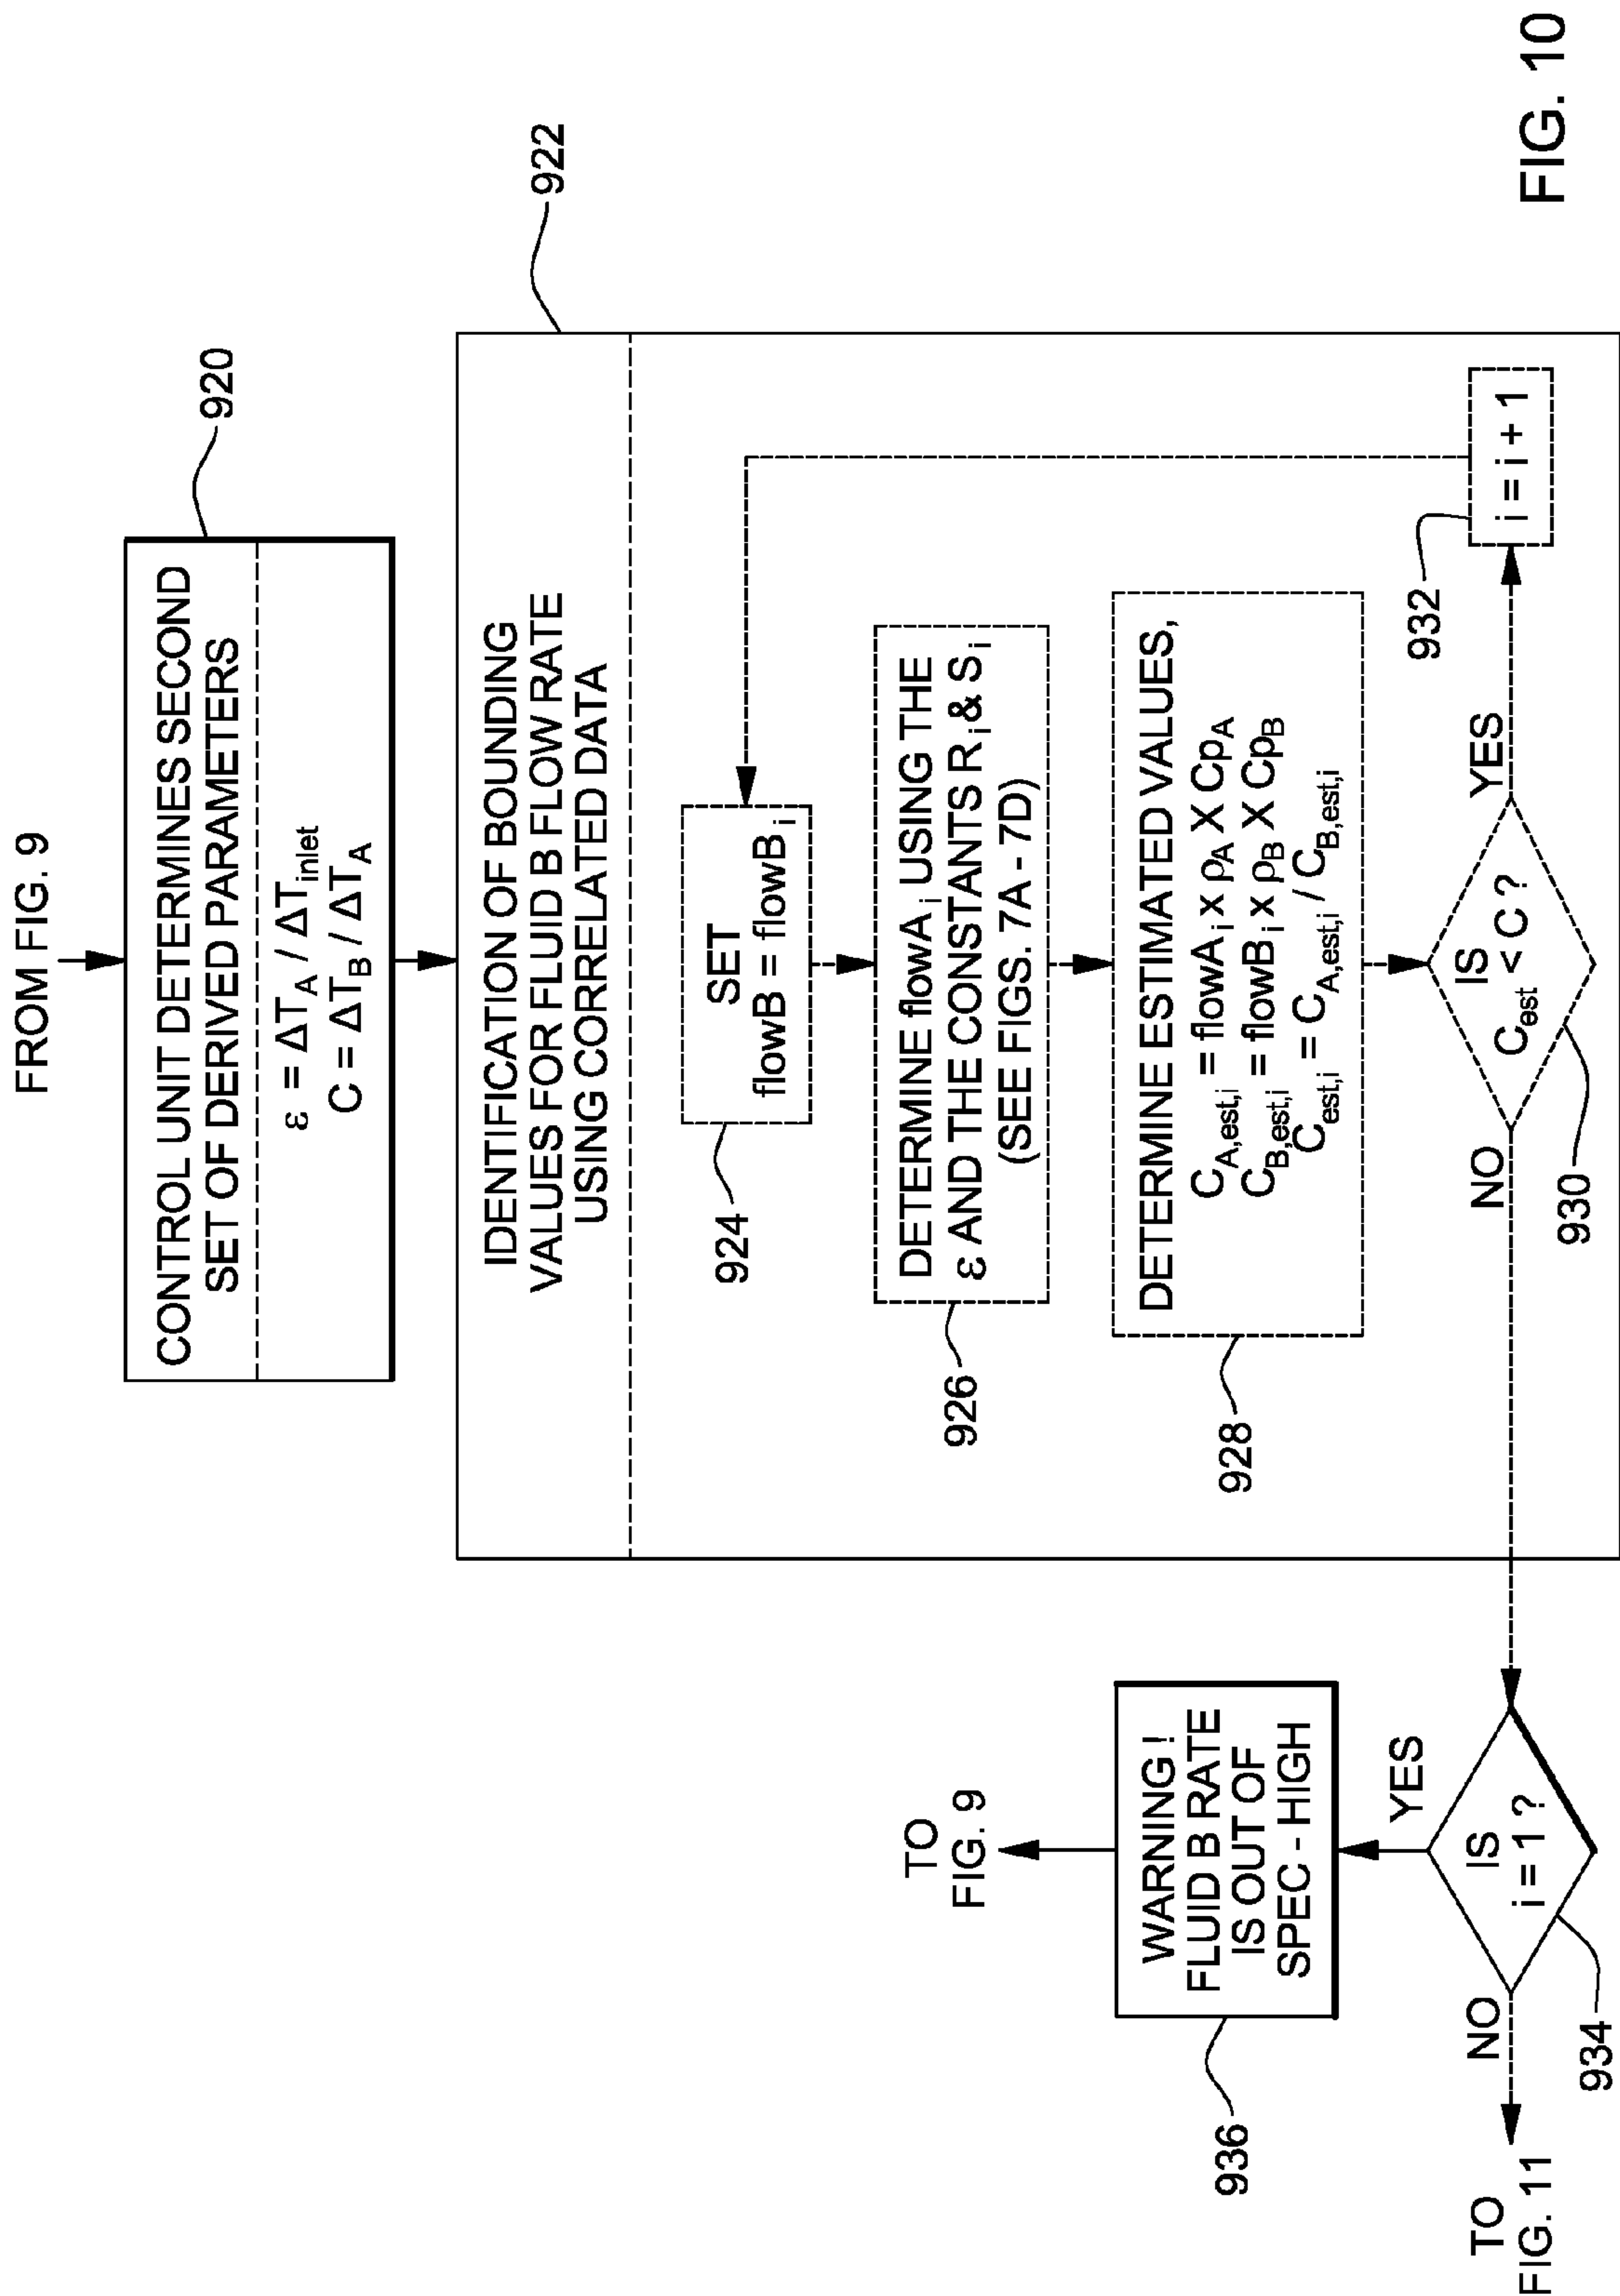 FROM FIG. 9
920
CONTROL UNIT DETERMINES SECOND
SET OF DERIVED PARAMETERS
ε = ΔT_A / ΔT_inlet
C = ΔT_B / ΔT_A
922
IDENTIFICATION OF BOUNDING
VALUES FOR FLUID B FLOW RATE
USING CORRELATED DATA
924
SET
flowB = flowB_i
926
DETERMINE flowA_i USING THE
ε AND THE CONSTANTS R_i & S_i
(SEE FIGS. 7A - 7D)
928
DETERMINE ESTIMATED VALUES,
C_A,est,i = flowA_i x ρ_A X Cp_A
C_B,est,i = flowB_i x ρ_B X Cp_B
C_est,i = C_A,est,i / C_B,est,i
930
IS
C_est < C ?
NO
YES
932
i = i + 1
934
IS
i = 1 ?
NO
YES
TO
FIG. 11
936
WARNING !
FLUID B RATE
IS OUT OF
SPEC - HIGH
TO
FIG. 9
FIG. 10